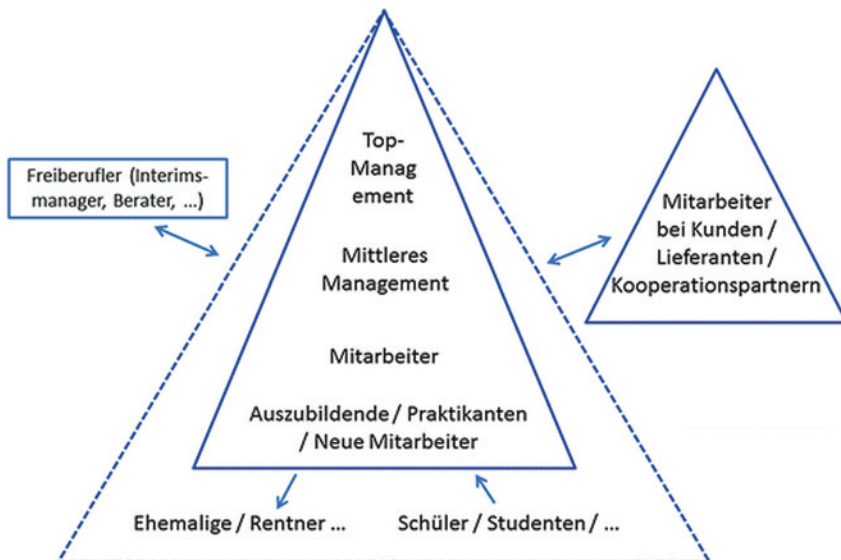 Top-
Manag
ement
Freiberufler (Interims-
manager, Berater, ...)
Mitarbeiter
bei Kunden /
Lieferanten /
Kooperationspartnern
Mittleres
Management
Mitarbeiter
Auszubildende / Praktikanten
/ Neue Mitarbeiter
Ehemalige / Rentner ...
Schüler / Studenten / ...